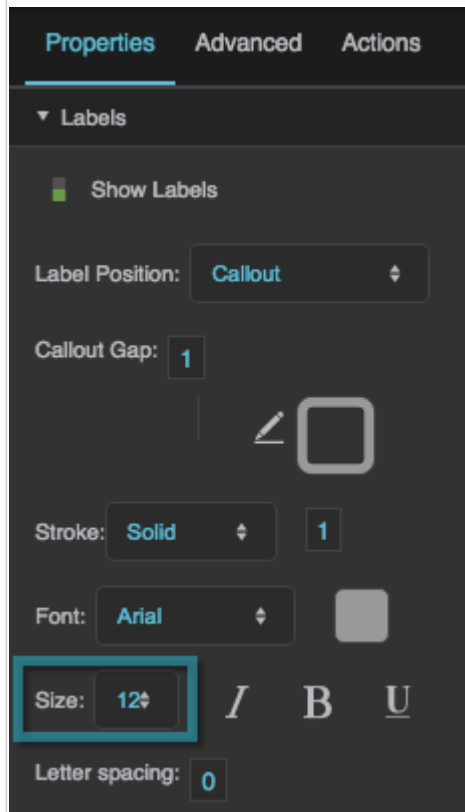 Properties Advanced Actions
Labels
Show Labels
Label Position: Callout
Callout Gap: 1
Stroke: Solid 1
Font: Arial
Size: 12 I B U
Letter spacing: 0